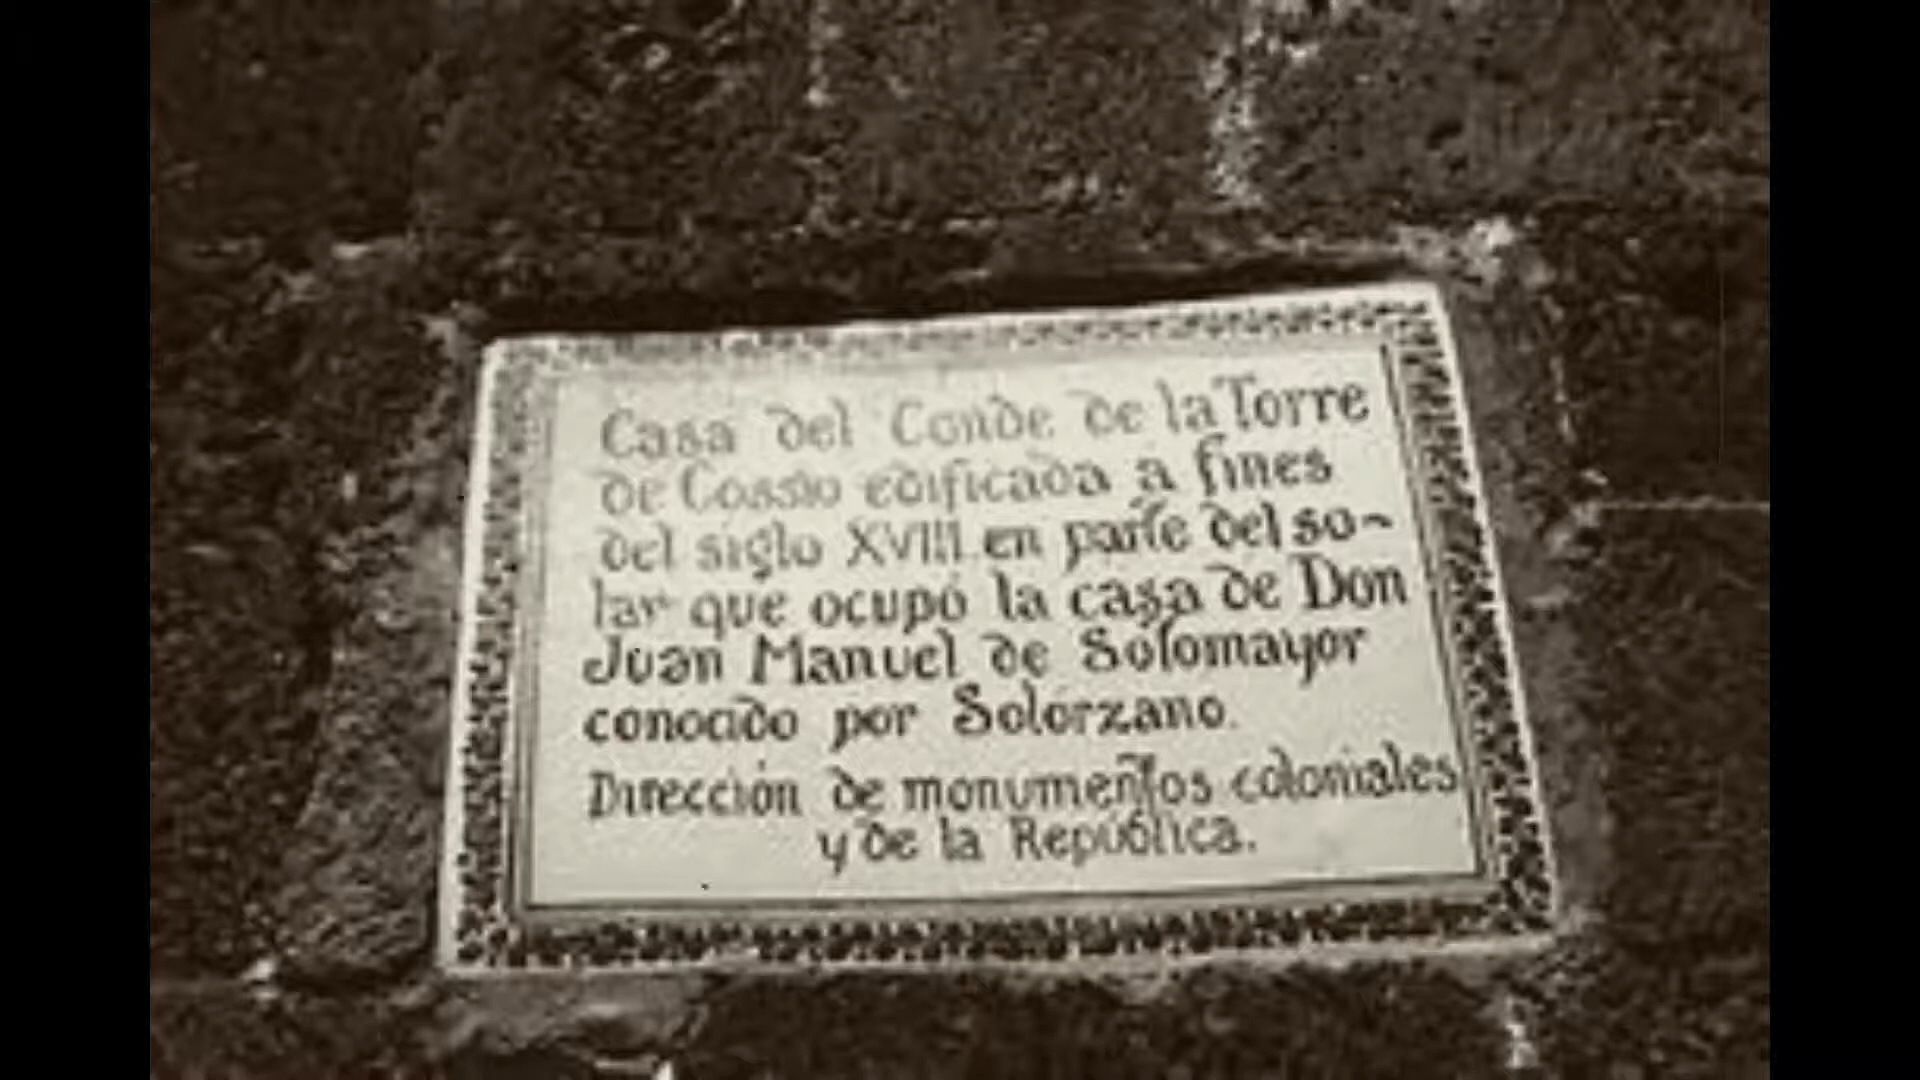 Casa del Conde de la Torre
de Cossio edificada a fines
del siglo XVIII en parte del so-
lar que ocupó la casa de Don
Juan Manuel de Sotomayor
conocido por Solórzano.
Dirección de monumentos coloniales
y de la República.